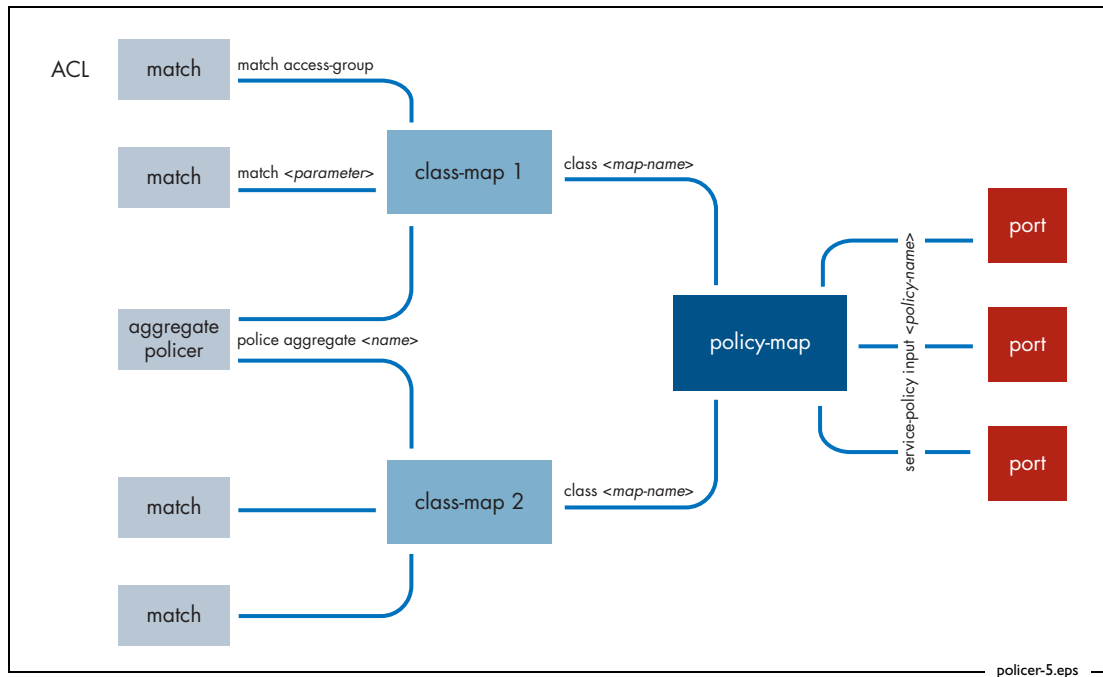 ACL
match
match access-group
match
match <parameter>
class-map 1
class <map-name>
aggregate
policer
police aggregate <name>
policy-map
service-policy input <policy-name>
port
port
port
match
class-map 2
class <map-name>
match
policer-5.eps